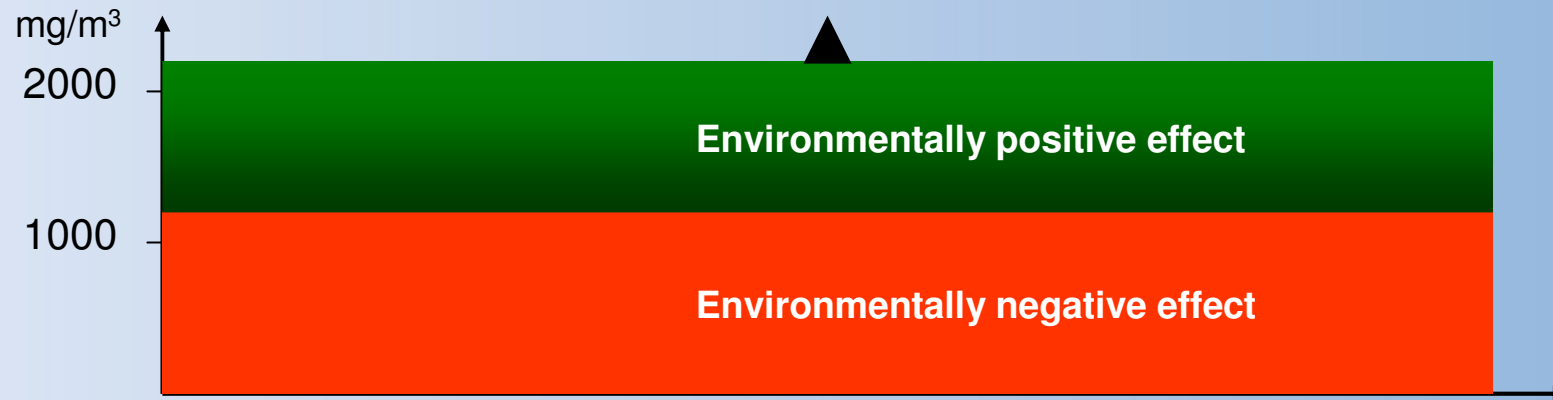 mg/m³
2000
Environmentally positive effect
1000
Environmentally negative effect